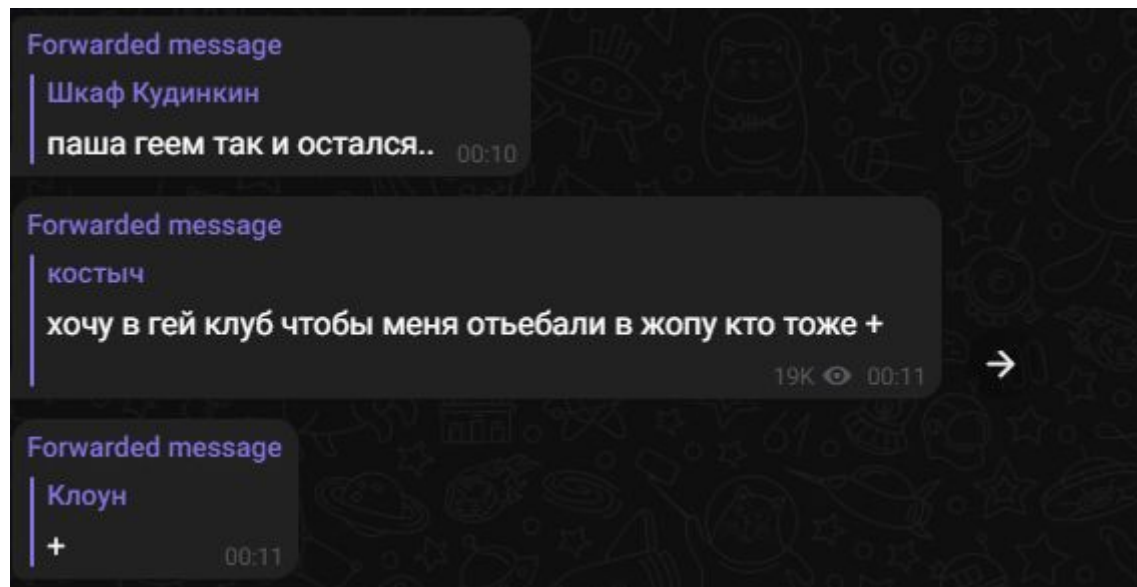 Forwarded message
Шкаф Кудинкин
паша геем так и остался.. 00:10
Forwarded message
костыч
хочу в гей клуб чтобы меня отьебали в жопу кто тоже +
19K 00:11
Forwarded message
Клоун
+ 00:11